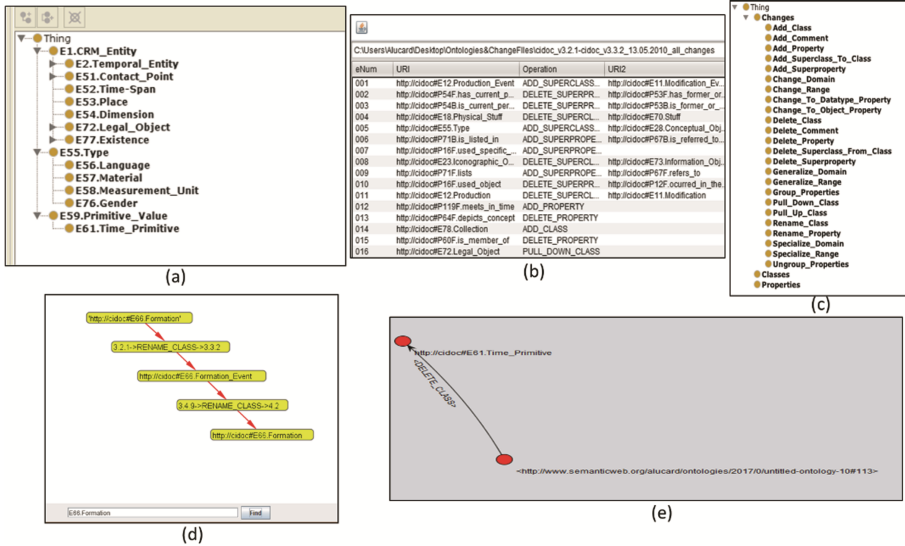 Thing
E1.CRM_Entity
E2.Temporal_Entity
E51.Contact_Point
E52.Time-Span
E53.Place
E54.Dimension
E72.Legal_Object
E77.Existence
E55.Type
E56.Language
E57.Material
E58.Measurement_Unit
E76.Gender
E59.Primitive_Value
E61.Time_Primitive
(a)
C:\Users\Alucard\Desktop\Ontologies&ChangeFiles\cidoc_v3.2.1-cidoc_v3.3.2_13.05.2010_all_changes
eNum URI Operation URI2
001 http://cidoc#E12.Production_Event ADD_SUPERCLASS... http://cidoc#E11.Modification_Ev...
002 http://cidoc#P54F.has_current_p... DELETE_SUPERPR... http://cidoc#P53F.has_former_or...
003 http://cidoc#P54B.is_current_per... DELETE_SUPERPR... http://cidoc#P53B.is_former_or_...
004 http://cidoc#E18.Physical_Stuff DELETE_SUPERCL... http://cidoc#E70.Stuff
005 http://cidoc#E55.Type ADD_SUPERCLASS... http://cidoc#E28.Conceptual_Obj...
006 http://cidoc#P71B.is_listed_in ADD_SUPERPROPE... http://cidoc#P67B.is_referred_to...
007 http://cidoc#P16F.used_specific_... ADD_SUPERPROPE...
008 http://cidoc#E23.Iconographic_O... DELETE_SUPERCL... http://cidoc#E73.Information_Obj...
009 http://cidoc#P71F.lists ADD_SUPERPROPE... http://cidoc#P67F.refers_to
010 http://cidoc#P16F.used_object DELETE_SUPERPR... http://cidoc#P12F.ocurred_in_the...
011 http://cidoc#E12.Production DELETE_SUPERCL... http://cidoc#E11.Modification
012 http://cidoc#P119F.meets_in_time ADD_PROPERTY
013 http://cidoc#P64F.depicts_concept DELETE_PROPERTY
014 http://cidoc#E78.Collection ADD_CLASS
015 http://cidoc#P60F.is_member_of DELETE_PROPERTY
016 http://cidoc#E72.Legal_Object PULL_DOWN_CLASS
(b)
Thing
Changes
Add_Class
Add_Comment
Add_Property
Add_Superclass_To_Class
Add_Superproperty
Change_Domain
Change_Range
Change_To_Datatype_Property
Change_To_Object_Property
Delete_Class
Delete_Comment
Delete_Property
Delete_Superclass_From_Class
Delete_Superproperty
Generalize_Domain
Generalize_Range
Group_Properties
Pull_Down_Class
Pull_Up_Class
Rename_Class
Rename_Property
Specialize_Domain
Specialize_Range
Ungroup_Properties
Classes
Properties
(c)
"http://cidoc#E66.Formation"
3.2.1->RENAME_CLASS->3.3.2
http://cidoc#E66.Formation_Event
3.4.9->RENAME_CLASS->4.2
http://cidoc#E66.Formation
E66.Formation Find
(d)
http://cidoc#E61.Time_Primitive
<DELETE_CLASS>
<http://www.semanticweb.org/alucard/ontologies/2017/0/untitled-ontology-10#113>
(e)